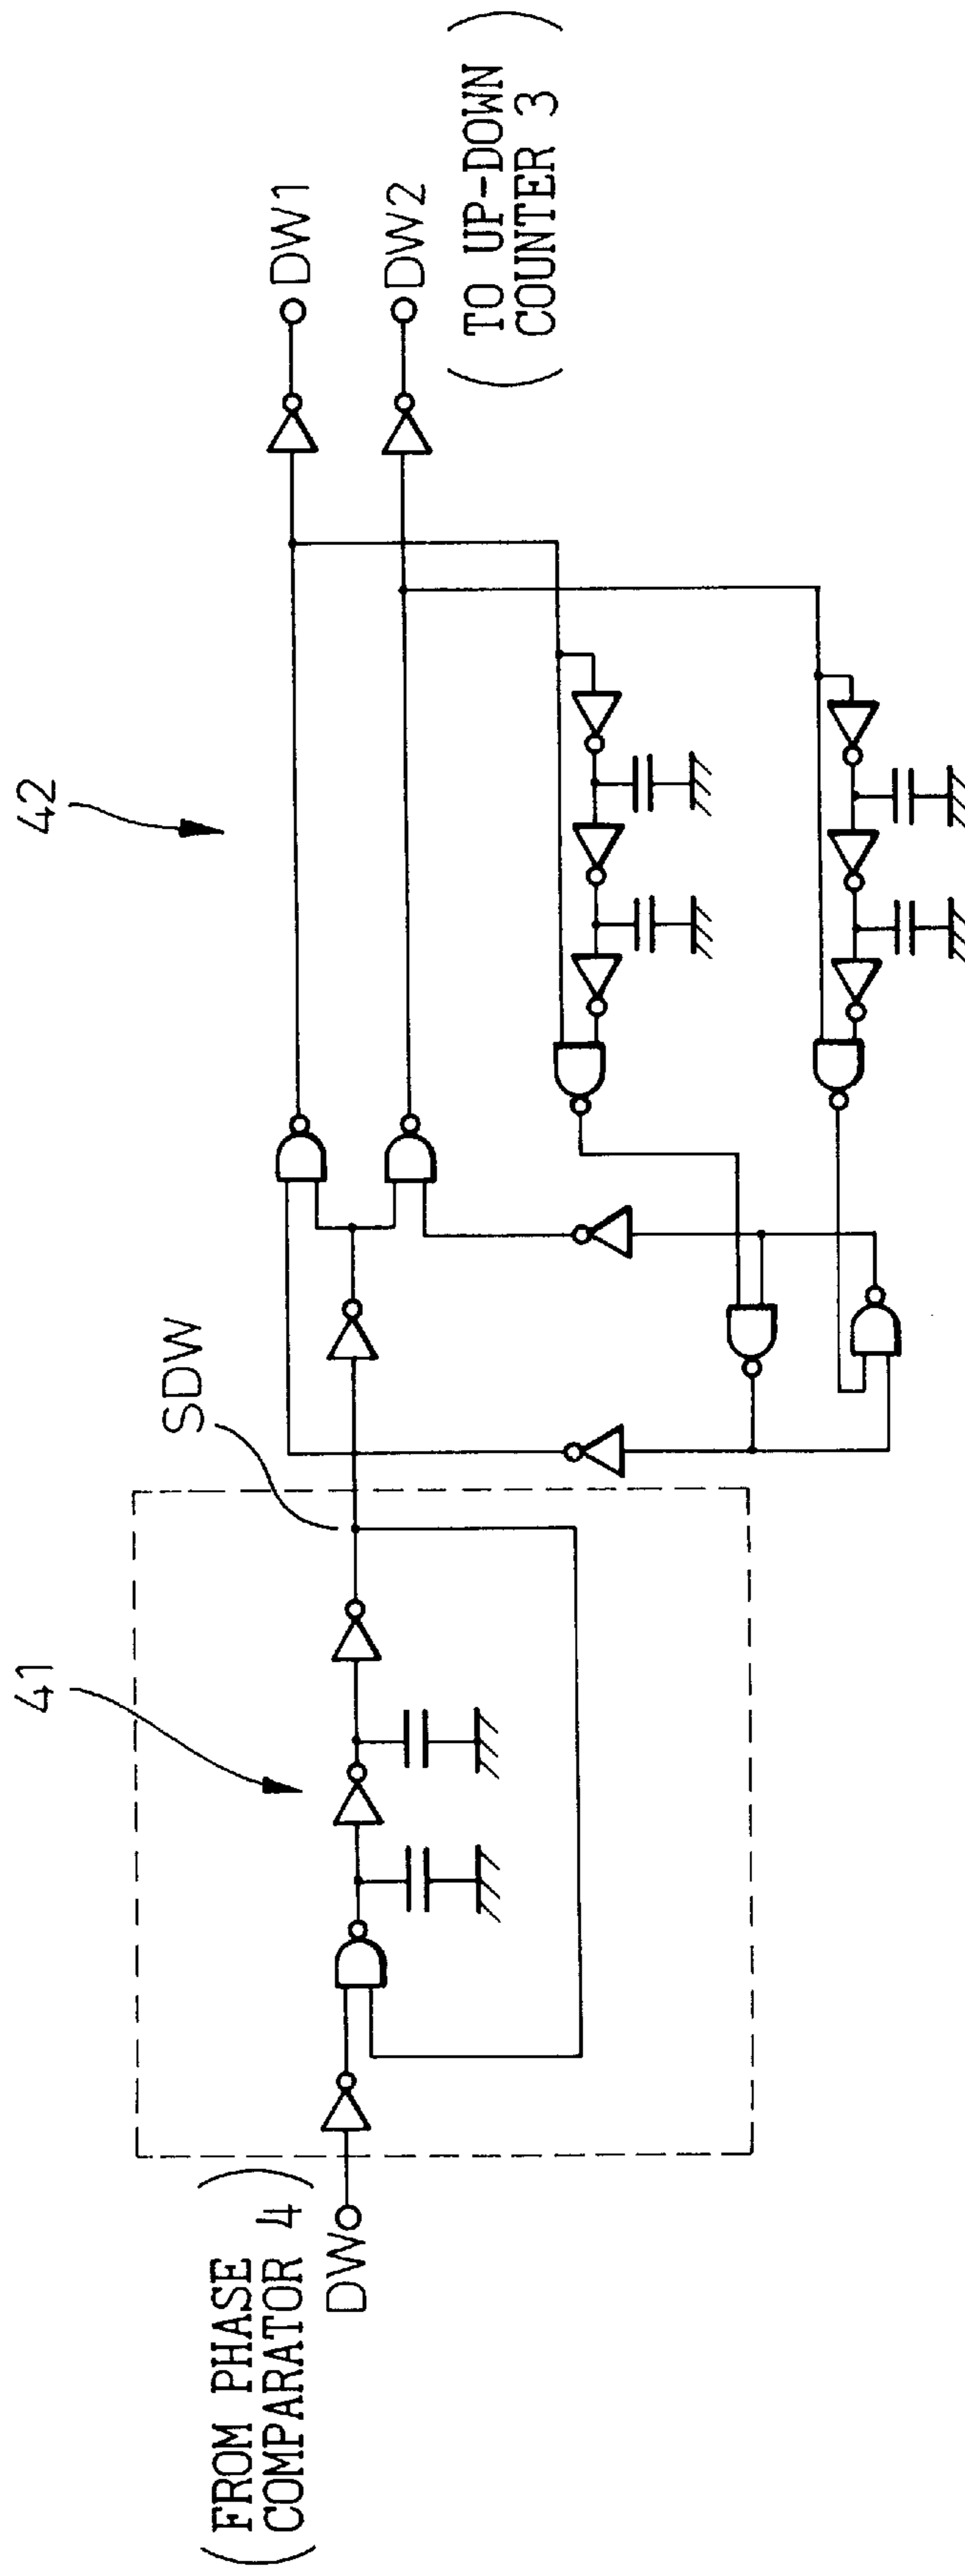 (FROM PHASE
COMPARATOR 4)
DW
41
SDW
42
DW1
DW2
(TO UP-DOWN
COUNTER 3)